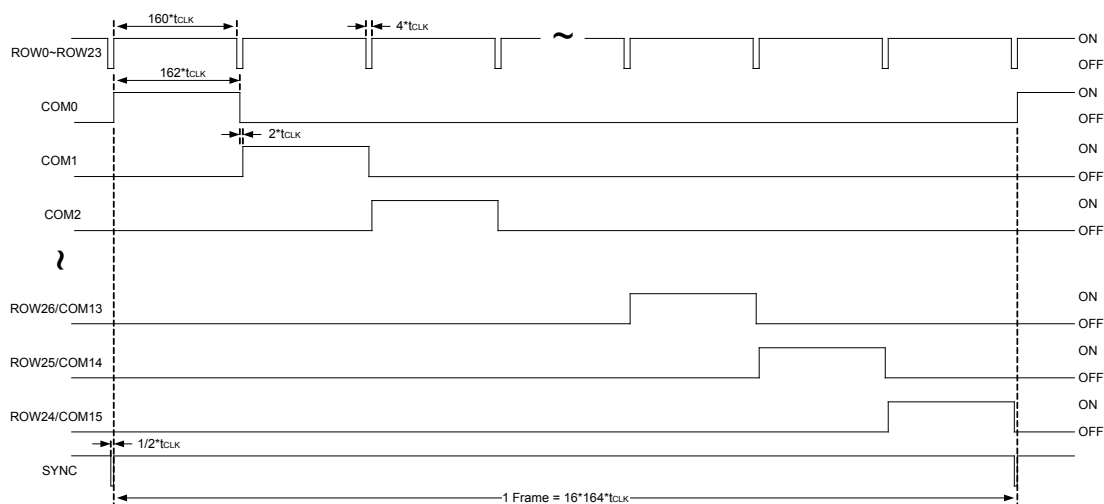 160*tCLK
4*tCLK
ROW0~ROW23
~
ON
OFF
162*tCLK
COM0
ON
OFF
2*tCLK
COM1
ON
OFF
COM2
ON
OFF
~
ROW26/COM13
ON
OFF
ROW25/COM14
ON
OFF
ROW24/COM15
ON
OFF
1/2*tCLK
SYNC
1 Frame = 16*164*tCLK